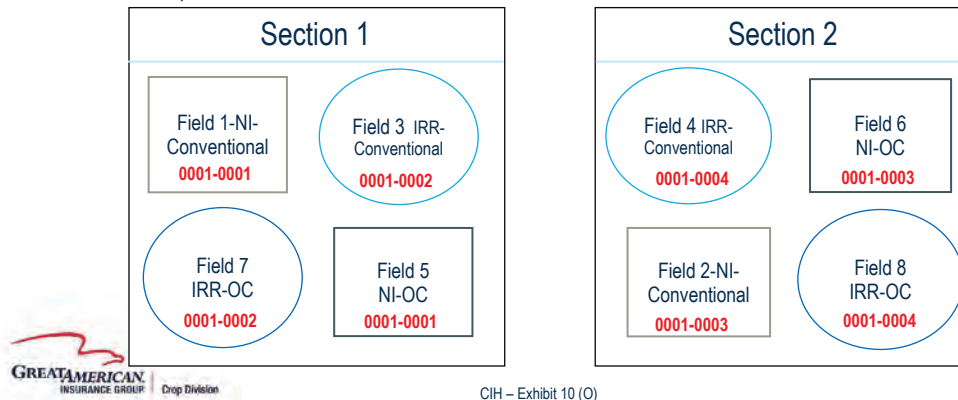 Section 1
Field 1-NI-
Conventional
0001-0001
Field 3 IRR-
Conventional
0001-0002
Field 7
IRR-OC
0001-0002
Field 5
NI-OC
0001-0001
Section 2
Field 4 IRR-
Conventional
0001-0004
Field 6
NI-OC
0001-0003
Field 2-NI-
Conventional
0001-0003
Field 8
IRR-OC
0001-0004
GREATAMERICAN.
INSURANCE GROUP
Crop Division
CIH – Exhibit 10 (O)